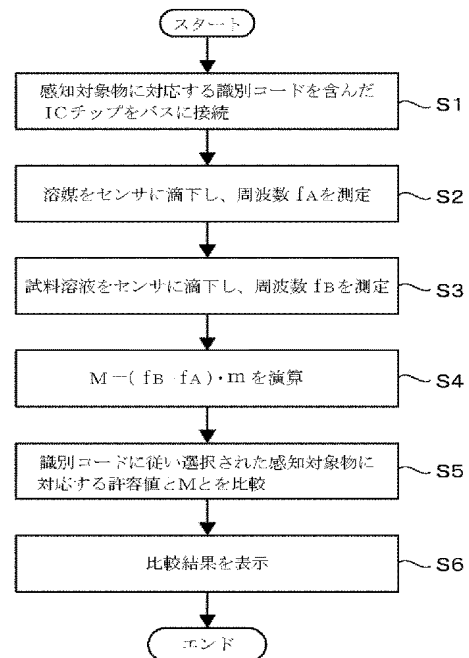 スタート
感知対象物に対応する識別コードを含んだ
ICチップをバスに接続
S1
溶媒をセンサに滴下し、周波数 fAを測定
S2
試料溶液をセンサに滴下し、周波数 fBを測定
S3
M=(fB-fA)・mを演算
S4
識別コードに従い選択された感知対象物に
対応する許容値とMとを比較
S5
比較結果を表示
S6
エンド